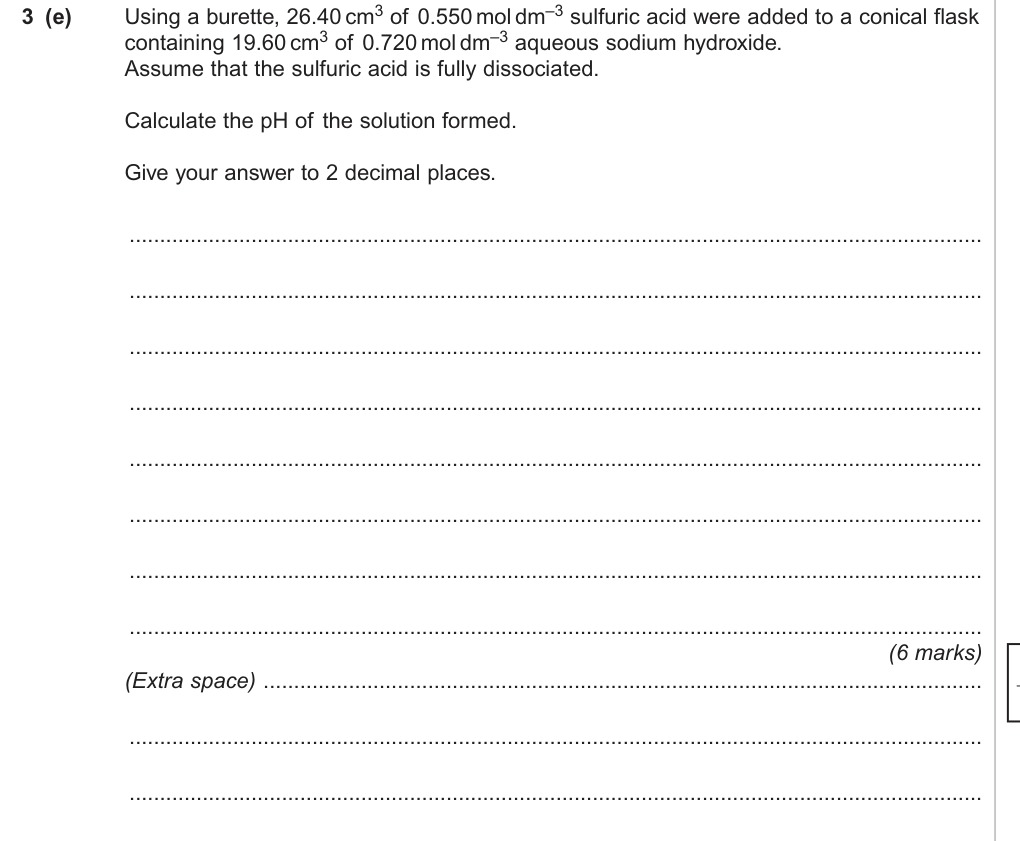 3 (e) Using a burette, 26.40 cm³ of 0.550 mol dm⁻³ sulfuric acid were added to a conical flask
containing 19.60 cm³ of 0.720 mol dm⁻³ aqueous sodium hydroxide.
Assume that the sulfuric acid is fully dissociated.
Calculate the pH of the solution formed.
Give your answer to 2 decimal places.
(6 marks)
(Extra space)